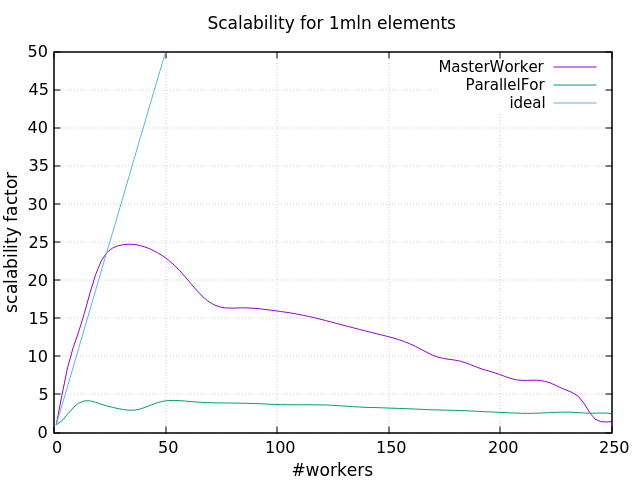 Scalability for 1mln elements
50
45
40
35
30
25
20
15
10
5
0
scalability factor
MasterWorker
ParallelFor
ideal
0 50 100 150 200 250
#workers